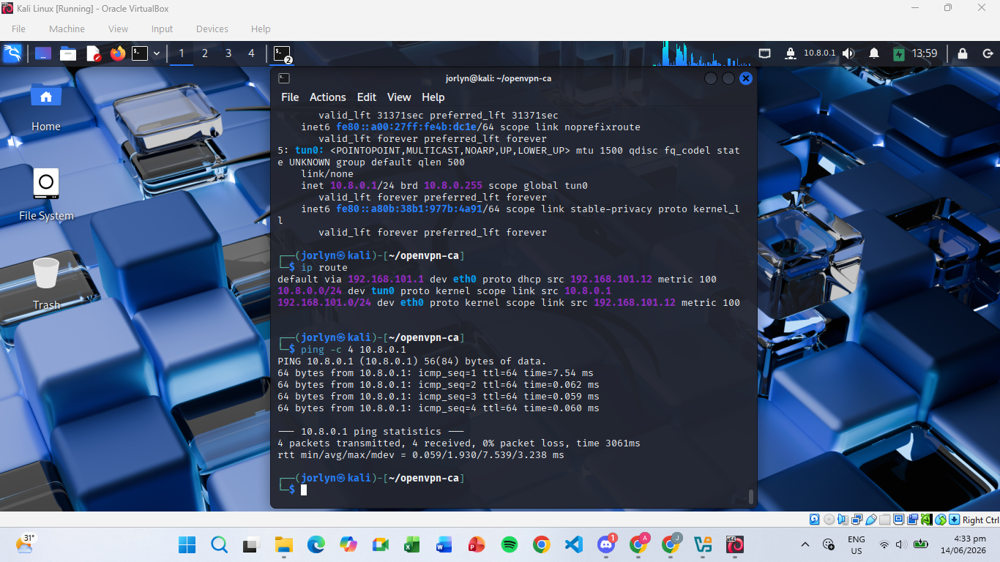 Kali Linux [Running] - Oracle VirtualBox
File Machine View Input Devices Help
1 2 3 4 2 10.8.0.1 13:59
jorlyn@kali: ~/openvpn-ca
File Actions Edit View Help
Home
File System
Trash
valid_lft 31371sec preferred_lft 31371sec
inet6 fe80::a00:27ff:fe4b:dc1e/64 scope link noprefixroute
valid_lft forever preferred_lft forever
5: tun0: <POINTOPOINT,MULTICAST,NOARP,UP,LOWER_UP> mtu 1500 qdisc fq_codel stat
e UNKNOWN group default qlen 500
link/none
inet 10.8.0.1/24 brd 10.8.0.255 scope global tun0
valid_lft forever preferred_lft forever
inet6 fe80::a80b:38b1:977b:4a91/64 scope link stable-privacy proto kernel_l
l
valid_lft forever preferred_lft forever
┌──(jorlyn㉿kali)-[~/openvpn-ca]
└─$ ip route
default via 192.168.101.1 dev eth0 proto dhcp src 192.168.101.12 metric 100
10.8.0.0/24 dev tun0 proto kernel scope link src 10.8.0.1
192.168.101.0/24 dev eth0 proto kernel scope link src 192.168.101.12 metric 100
┌──(jorlyn㉿kali)-[~/openvpn-ca]
└─$ ping -c 4 10.8.0.1
PING 10.8.0.1 (10.8.0.1) 56(84) bytes of data.
64 bytes from 10.8.0.1: icmp_seq=1 ttl=64 time=7.54 ms
64 bytes from 10.8.0.1: icmp_seq=2 ttl=64 time=0.062 ms
64 bytes from 10.8.0.1: icmp_seq=3 ttl=64 time=0.059 ms
64 bytes from 10.8.0.1: icmp_seq=4 ttl=64 time=0.060 ms
--- 10.8.0.1 ping statistics ---
4 packets transmitted, 4 received, 0% packet loss, time 3061ms
rtt min/avg/max/mdev = 0.059/1.930/7.539/3.238 ms
┌──(jorlyn㉿kali)-[~/openvpn-ca]
└─$
Right Ctrl
31°
1 A J
ENG
US
4:33 pm
14/06/2026